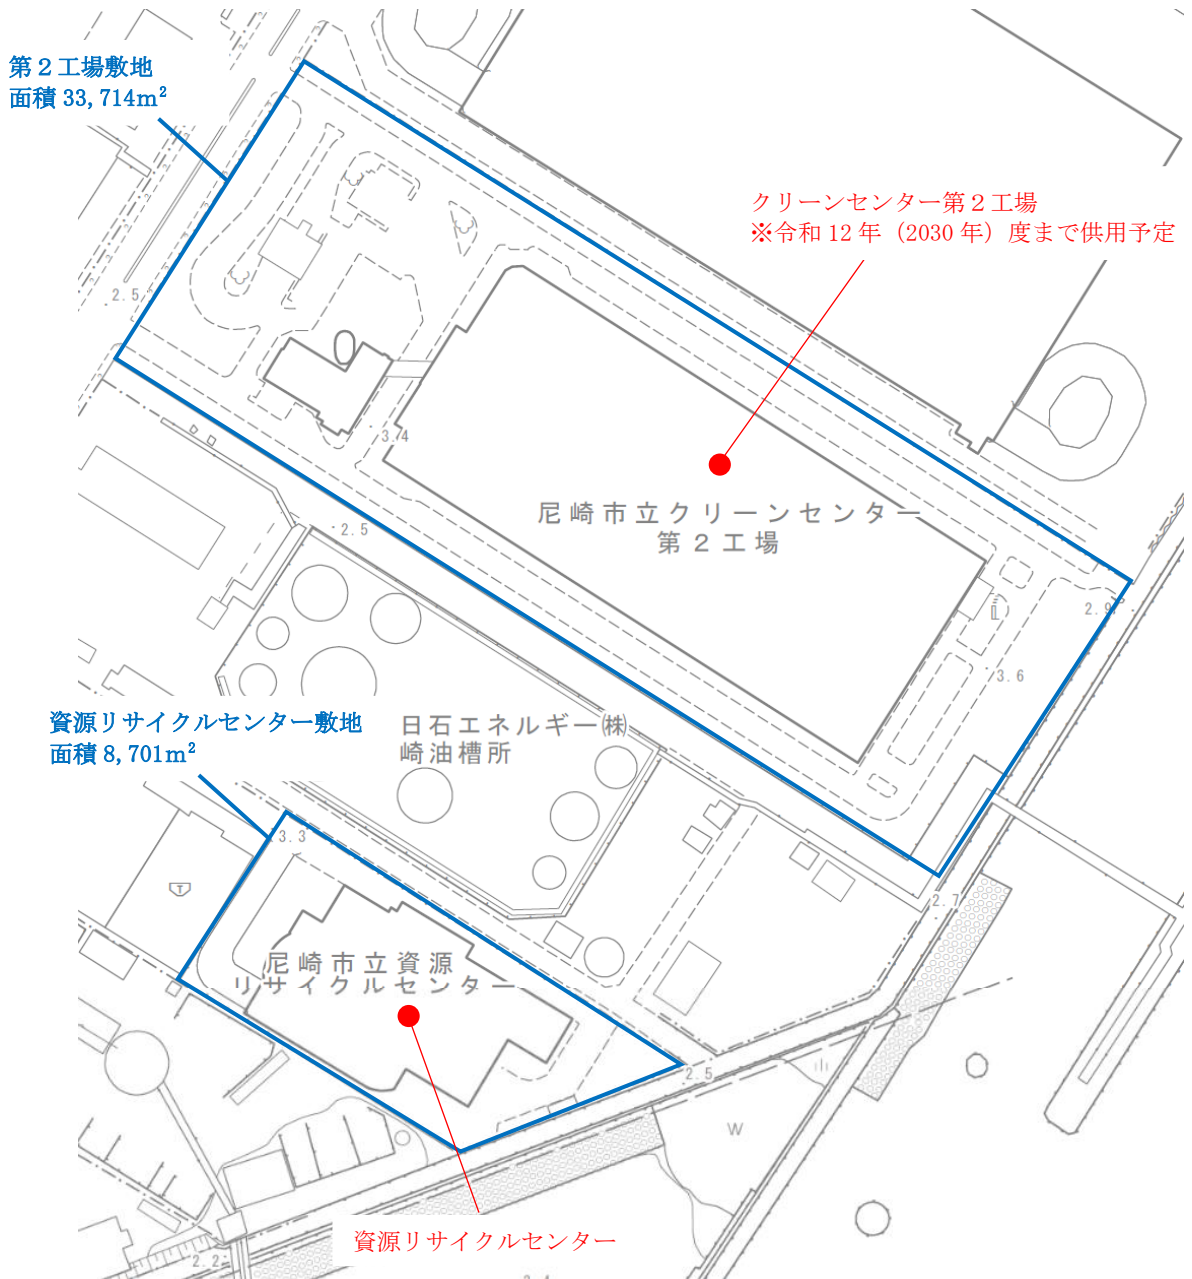 第２工場敷地
面積 33,714m²
クリーンセンター第２工場
※令和 12 年（2030 年）度まで供用予定
2.5
3.4
尼崎市立クリーンセンター
第２工場
2.5
2.9
3.6
資源リサイクルセンター敷地
面積 8,701m²
日石エネルギー㈱
崎油槽所
3.3
2.7
尼崎市立資源
リサイクルセンター
2.5
W
資源リサイクルセンター
2.2